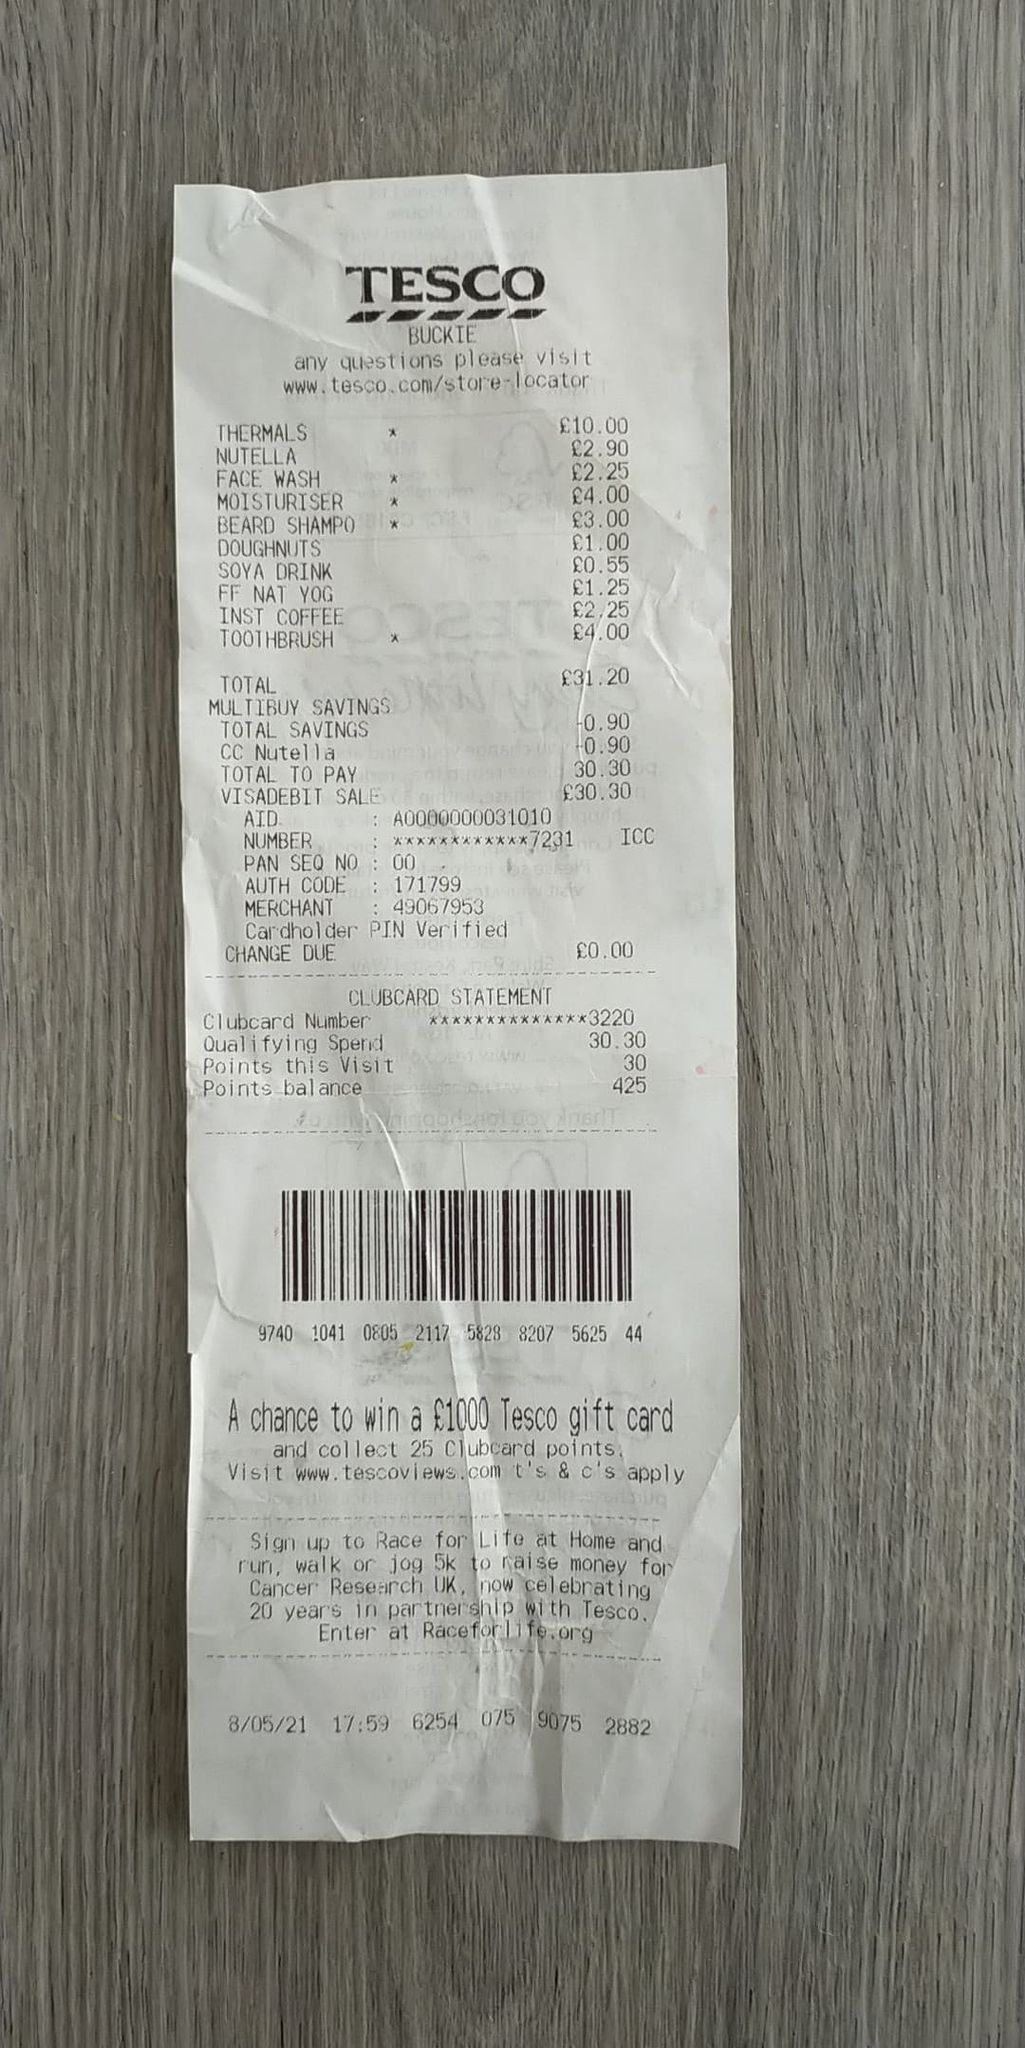 TESCO
BUCKIE
any questions please visit
www.tesco.com/store-locator
THERMALS * £10.00
NUTELLA £2.90
FACE WASH * £2.25
MOISTURISER * £4.00
BEARD SHAMPO * £3.00
DOUGHNUTS £1.00
SOYA DRINK £0.55
FF NAT YOG £1.25
INST COFFEE £2.25
TOOTHBRUSH * £4.00
TOTAL £31.20
MULTIBUY SAVINGS
TOTAL SAVINGS -0.90
CC Nutella -0.90
TOTAL TO PAY 30.30
VISADEBIT SALE £30.30
AID : A0000000031010
NUMBER : ************7231 ICC
PAN SEQ NO : 00
AUTH CODE : 171799
MERCHANT : 49067953
Cardholder PIN Verified
CHANGE DUE £0.00
CLUBCARD STATEMENT
Clubcard Number **************3220
Qualifying Spend 30.30
Points this Visit 30
Points balance 425
9740 1041 0805 2117 5828 8207 5625 44
A chance to win a £1000 Tesco gift card
and collect 25 Clubcard points.
Visit www.tescoviews.com t's & c's apply
Sign up to Race for Life at Home and
run, walk or jog 5k to raise money for
Cancer Research UK, now celebrating
20 years in partnership with Tesco.
Enter at Raceforlife.org
8/05/21 17:59 6254 075 9075 2882